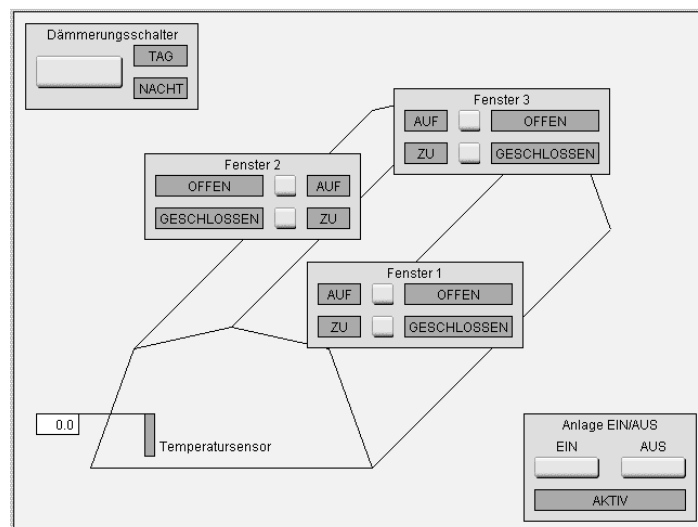 Dämmerungsschalter
TAG
NACHT
Fenster 3
AUF OFFEN
ZU GESCHLOSSEN
Fenster 2
OFFEN AUF
GESCHLOSSEN ZU
Fenster 1
AUF OFFEN
ZU GESCHLOSSEN
0.0
Temperatursensor
Anlage EIN/AUS
EIN AUS
AKTIV